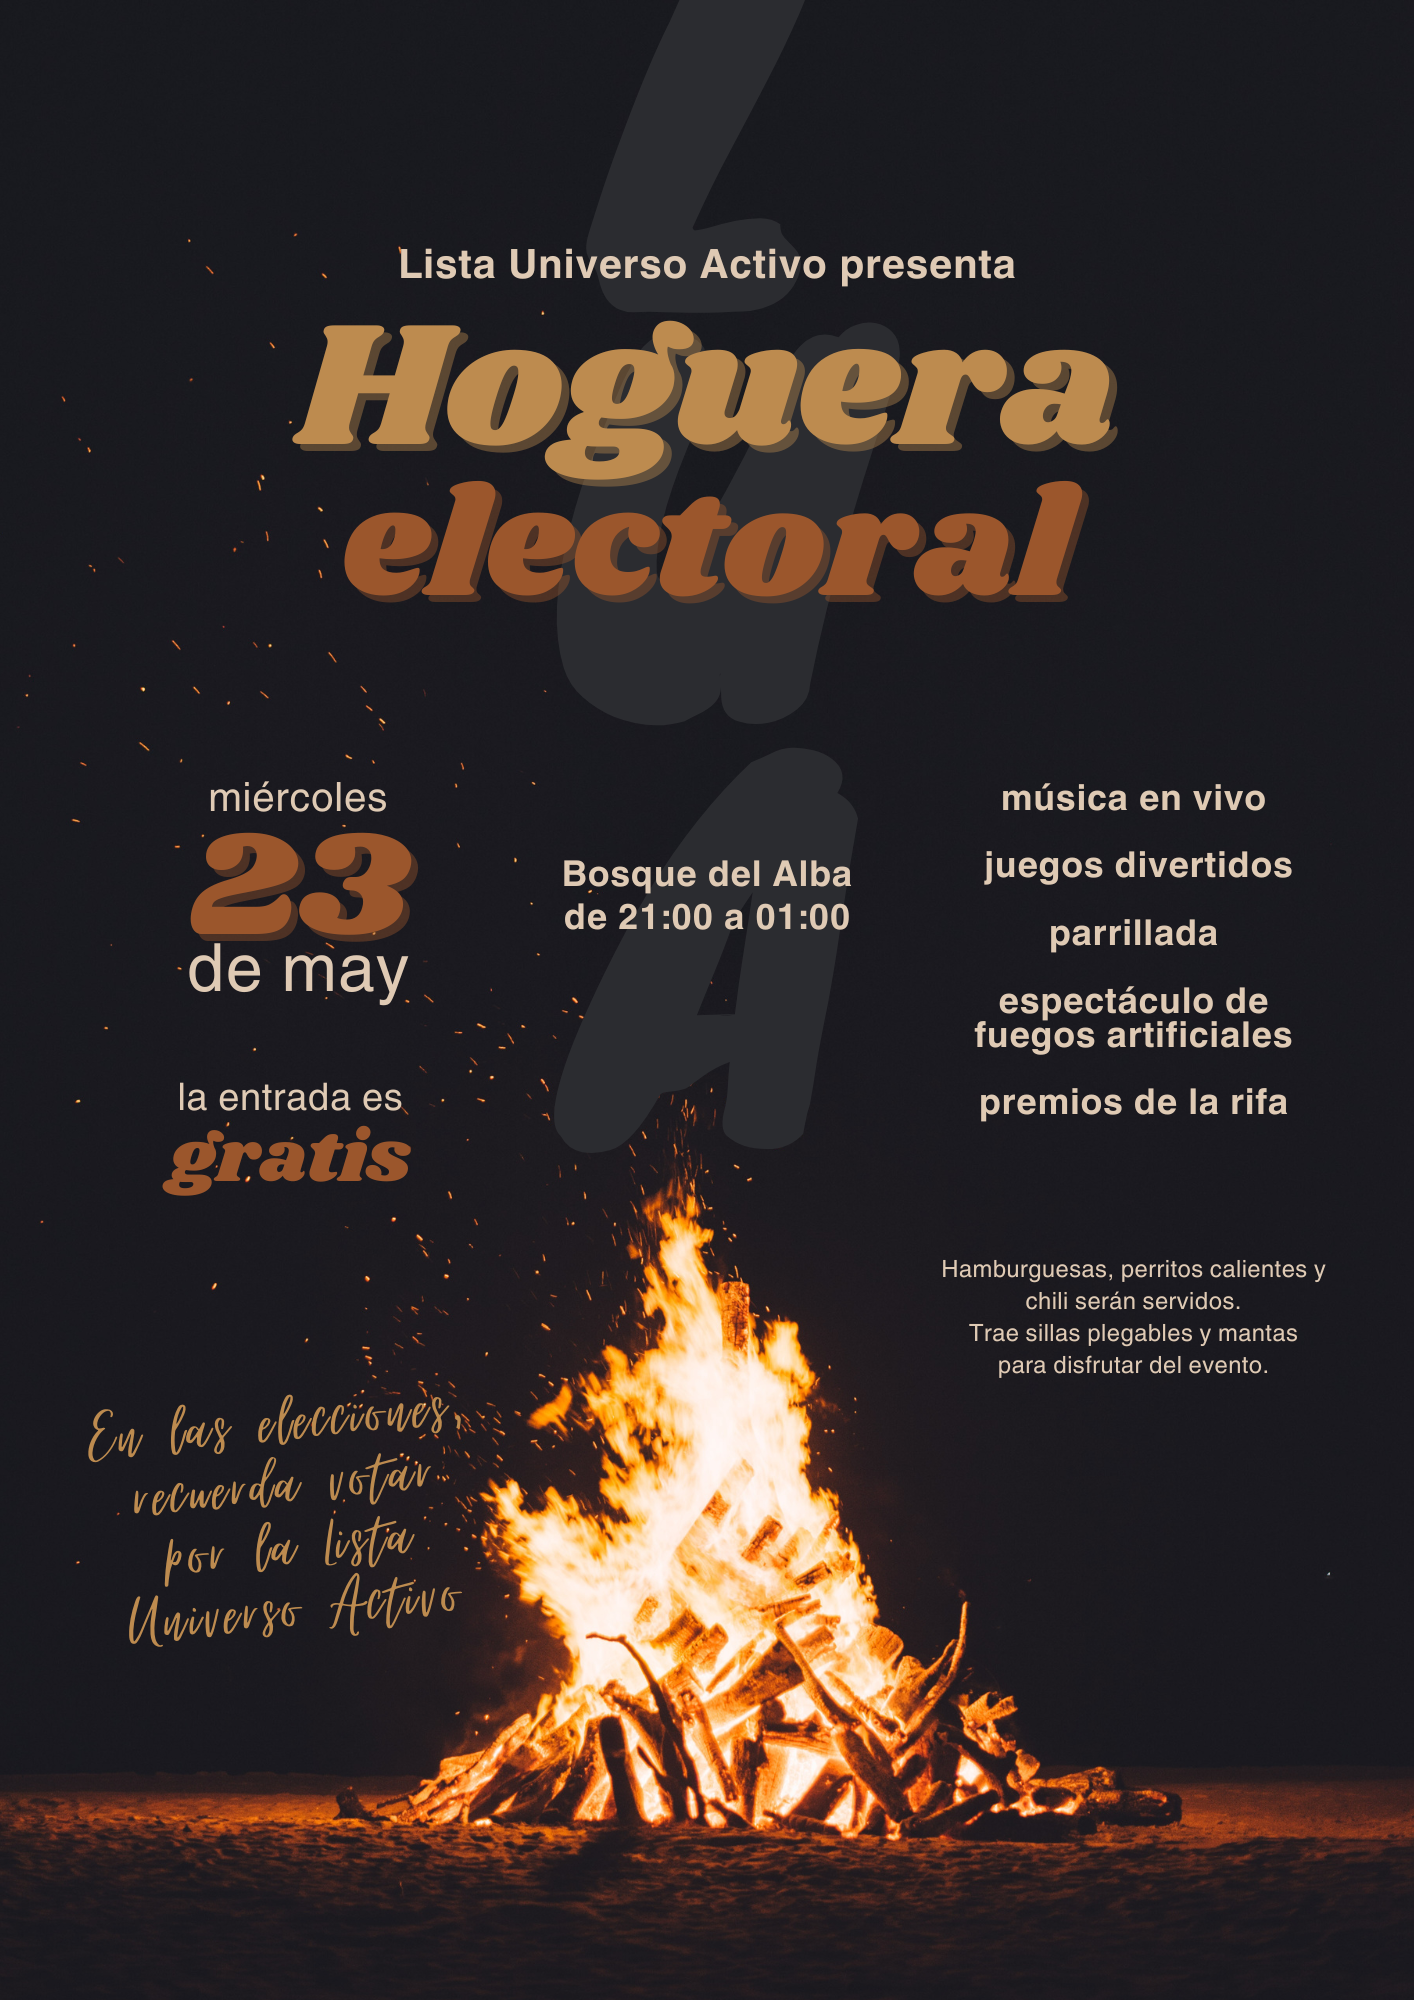 L
U
A
Lista Universo Activo presenta
Hoguera
electoral
miércoles
23
de may
la entrada es
gratis
Bosque del Alba
de 21:00 a 01:00
música en vivo
juegos divertidos
parrillada
espectáculo de
fuegos artificiales
premios de la rifa
Hamburguesas, perritos calientes y
chili serán servidos.
Trae sillas plegables y mantas
para disfrutar del evento.
En las elecciones,
recuerda votar
por la Lista
Universo Activo